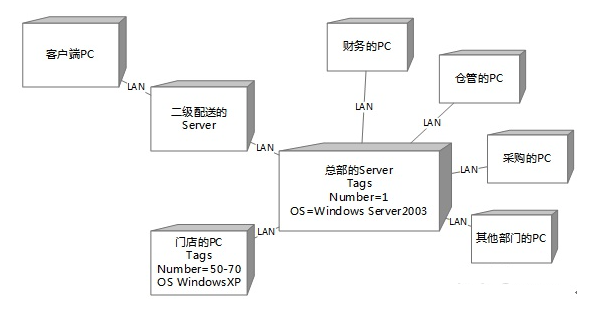 客户端PC
LAN
二级配送的
Server
LAN
财务的PC
LAN
仓管的PC
LAN
总部的Server
Tags
Number=1
OS=Windows Server2003
采购的PC
LAN
LAN
其他部门的PC
LAN
门店的PC
Tags
Number=50-70
OS WindowsXP